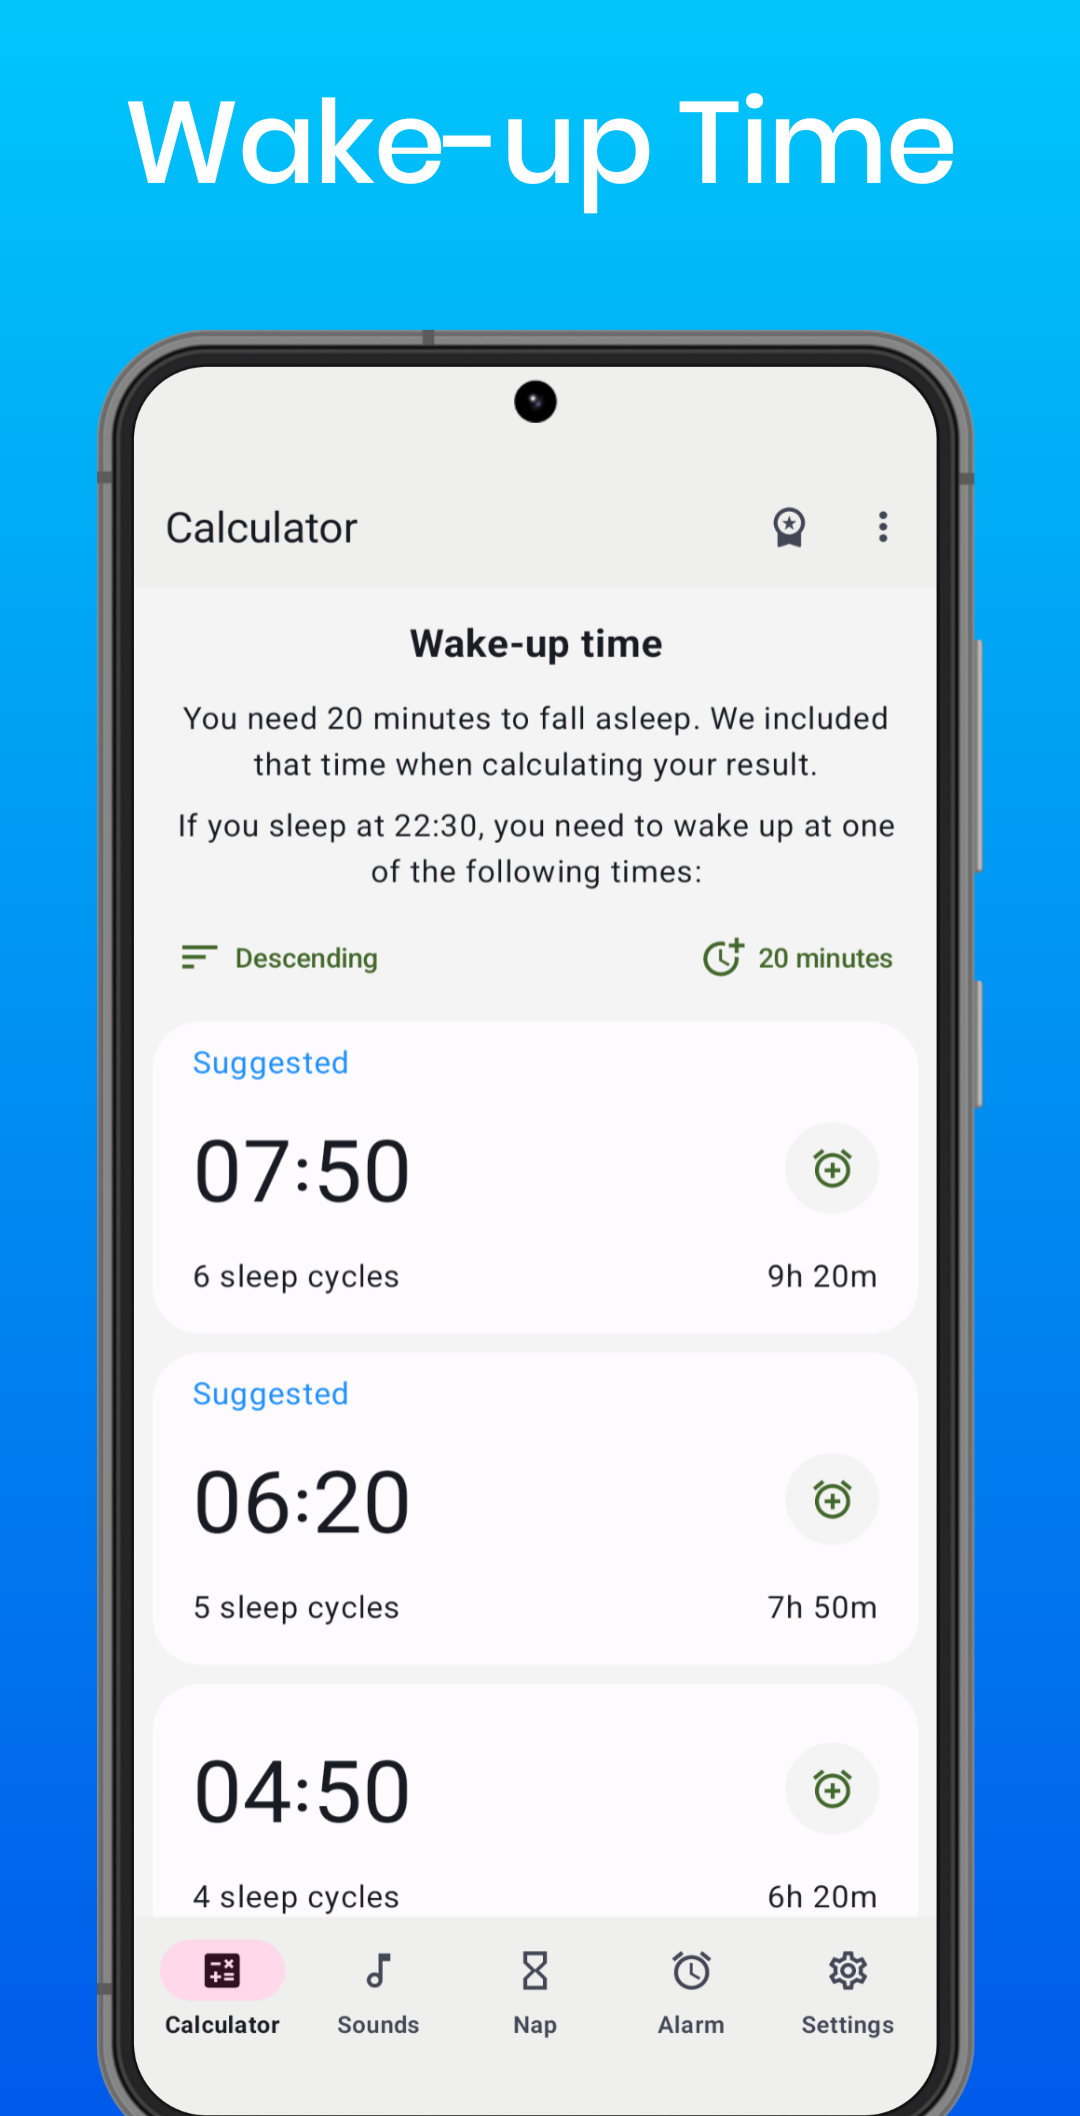 Wake-up Time
Calculator
Wake-up time
You need 20 minutes to fall asleep. We included
that time when calculating your result.
If you sleep at 22:30, you need to wake up at one
of the following times:
Descending
20 minutes
Suggested
07:50
6 sleep cycles
9h 20m
Suggested
06:20
5 sleep cycles
7h 50m
04:50
4 sleep cycles
6h 20m
Calculator
Sounds
Nap
Alarm
Settings